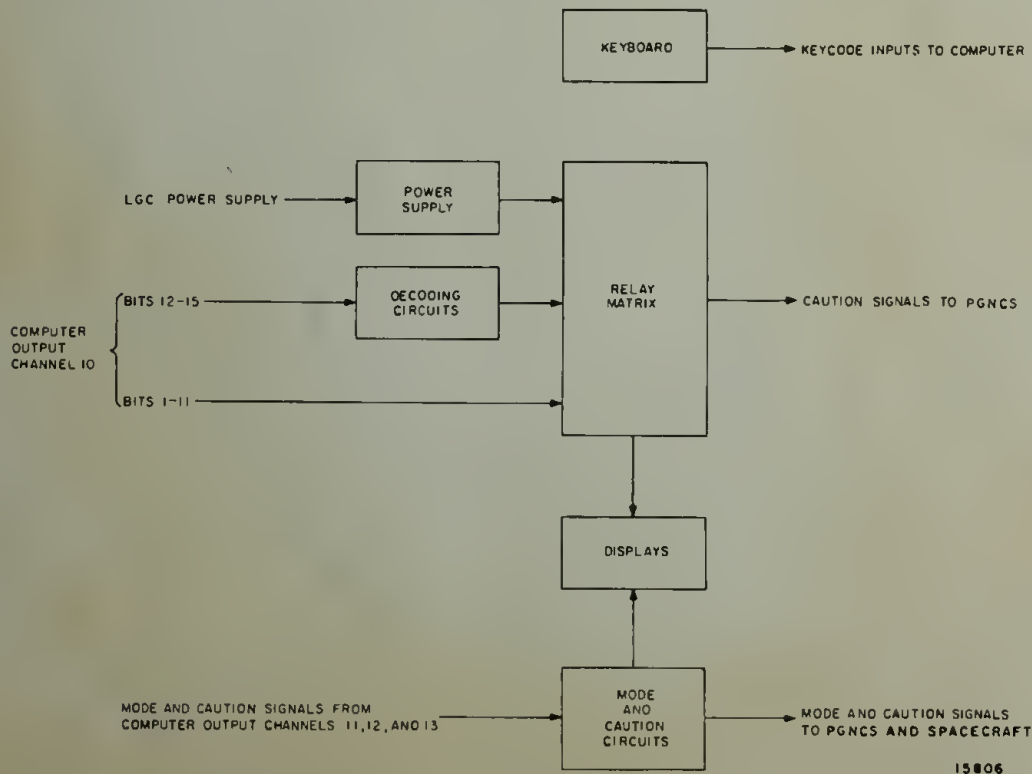 KEYBOARD
KEYCODE INPUTS TO COMPUTER
LGC POWER SUPPLY
POWER
SUPPLY
RELAY
MATRIX
BITS 12-15
DECODING
CIRCUITS
CAUTION SIGNALS TO PGNCS
COMPUTER
OUTPUT
CHANNEL 10
BITS 1-11
DISPLAYS
MODE AND CAUTION SIGNALS FROM
COMPUTER OUTPUT CHANNELS 11, 12, AND 13
MODE
AND
CAUTION
CIRCUITS
MODE AND CAUTION SIGNALS
TO PGNCS AND SPACECRAFT
15806